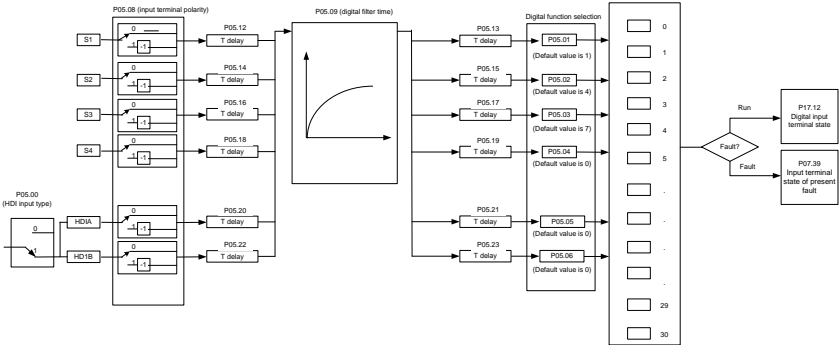 P05.08 (input terminal polarity)
P05.12
P05.09 (digital filter time)
P05.13
Digital function selection
S1
0
1
-1
T delay
T delay
P05.01
(Default value is 1)
P05.14
P05.15
S2
0
1
-1
T delay
T delay
P05.02
(Default value is 4)
P05.16
P05.17
S3
0
1
-1
T delay
T delay
P05.03
(Default value is 7)
P05.18
P05.19
S4
0
1
-1
T delay
T delay
P05.04
(Default value is 0)
P05.00
(HDI input type)
0
1
P05.20
P05.21
HDIA
0
1
-1
T delay
T delay
P05.05
(Default value is 0)
P05.22
P05.23
HD1B
0
1
-1
T delay
T delay
P05.06
(Default value is 0)
0
1
2
3
4
5
.
.
.
.
29
30
Fault?
Run
Fault
P17.12
Digital input
terminal state
P07.39
Input terminal
state of present
fault